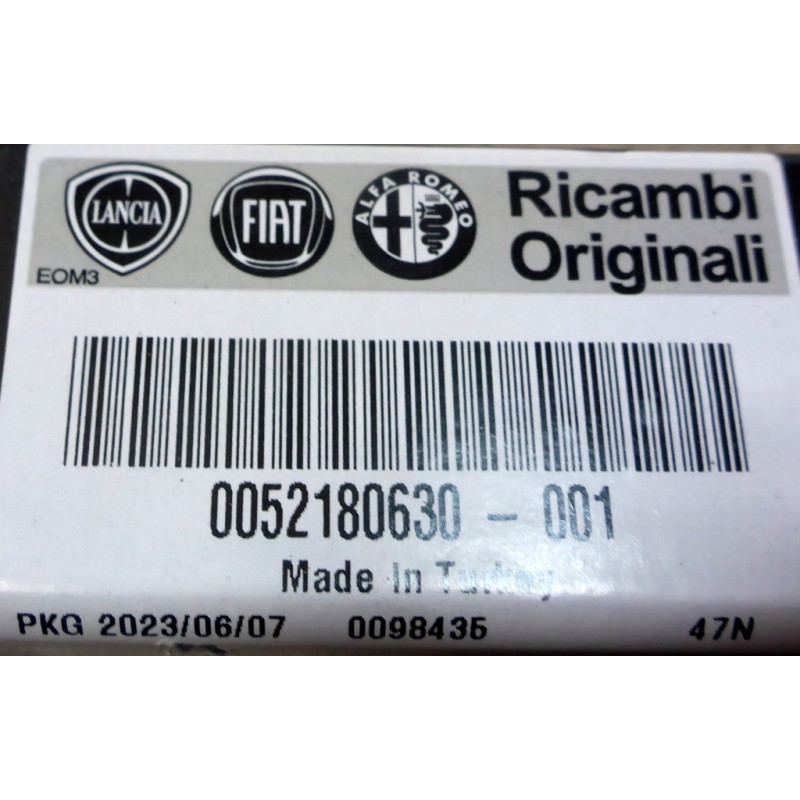 LANCIA
FIAT
ALFA ROMEO
Ricambi
Originali
EOM3
0052180630 - 001
Made In Turkey
PKG 2023/06/07 0098435 47N